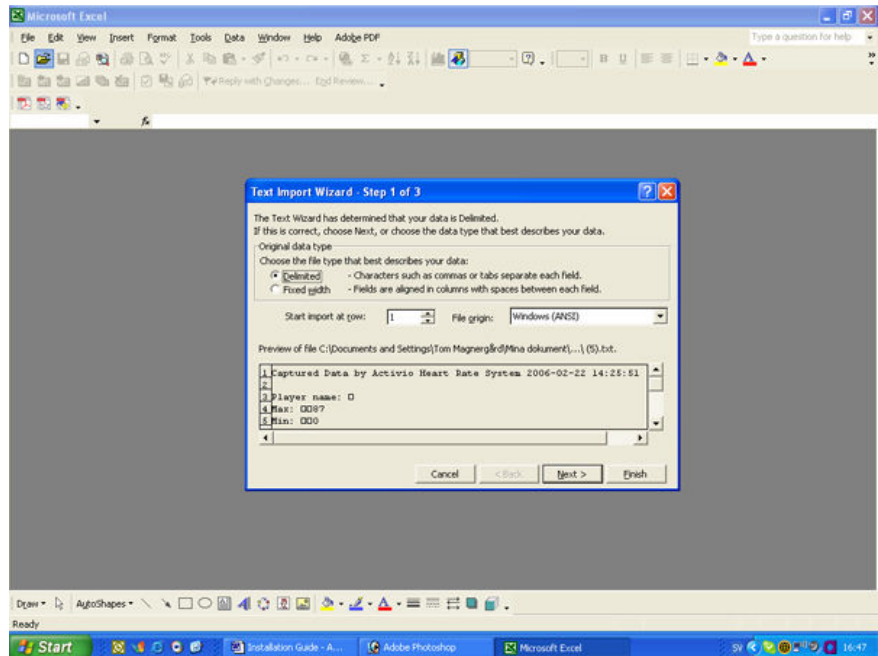 Microsoft Excel
File Edit View Insert Format Tools Data Window Help Adobe PDF
Type a question for help
Reply with Changes... End Review...
fx
Text Import Wizard - Step 1 of 3
The Text Wizard has determined that your data is Delimited.
If this is correct, choose Next, or choose the data type that best describes your data.
Original data type
Choose the file type that best describes your data:
Delimited - Characters such as commas or tabs separate each field.
Fixed width - Fields are aligned in columns with spaces between each field.
Start import at row: 1 File origin: Windows (ANSI)
Preview of file C:\Documents and Settings\Tom Magnergård\Mina dokument\,...\ (5).txt.
1 Captured Data by Activio Heart Rate System 2006-02-22 14:25:51
2
3 Player name: □
4 Max: □□87
5 Min: □□0
Cancel < Back Next > Finish
Draw AutoShapes
Ready
Start Installation Guide - A... Adobe Photoshop Microsoft Excel SV 16:47